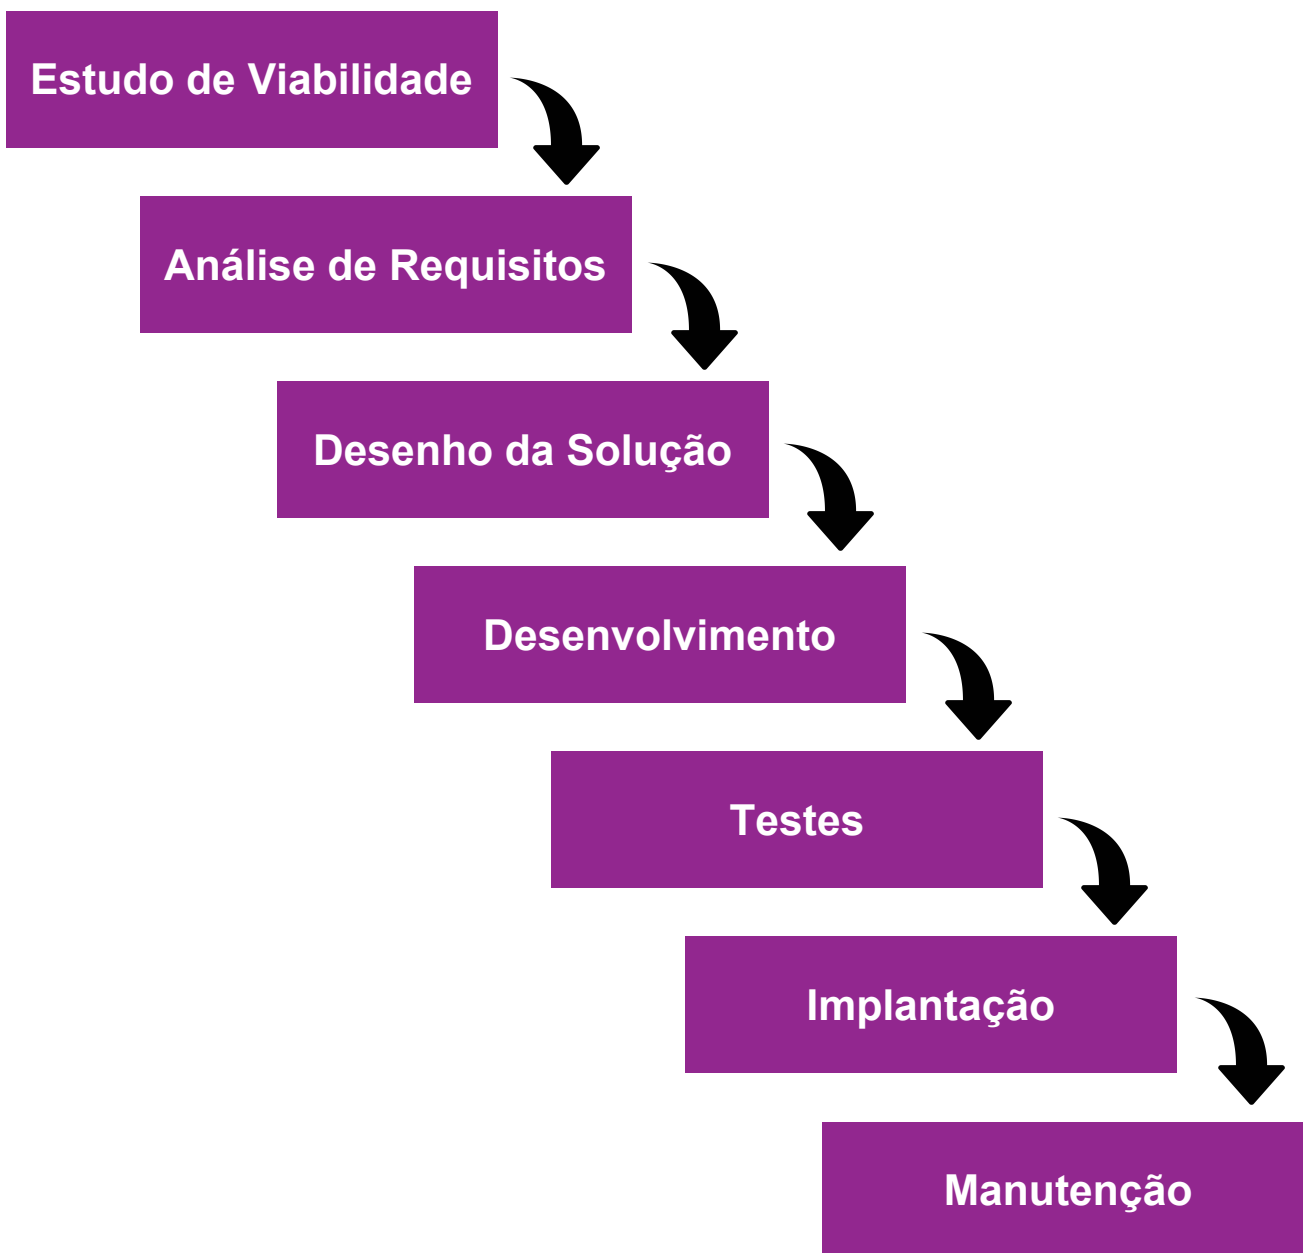 Estudo de Viabilidade
Análise de Requisitos
Desenho da Solução
Desenvolvimento
Testes
Implantação
Manutenção